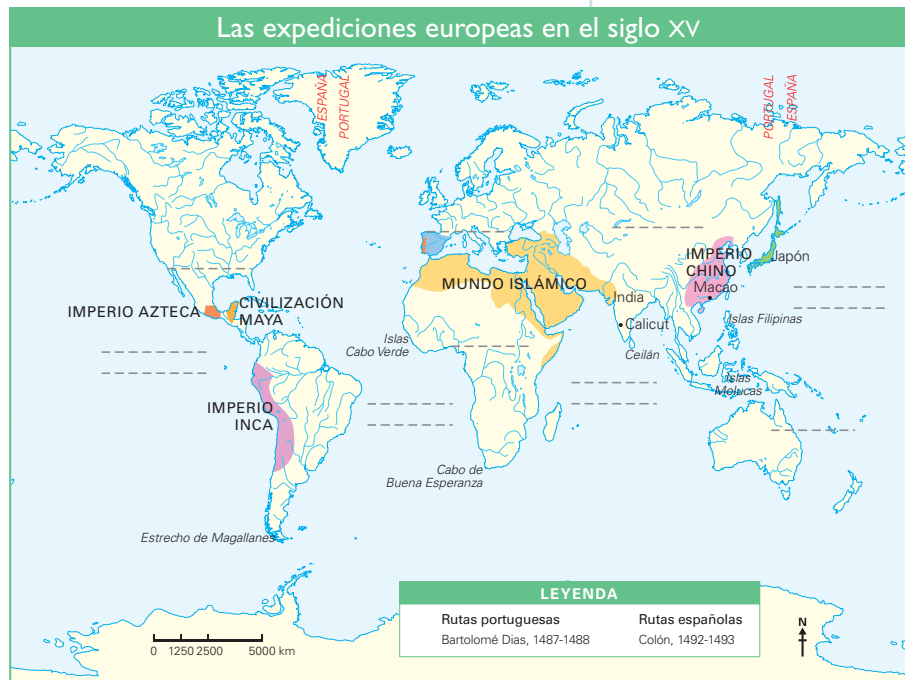 Las expediciones europeas en el siglo XV
ESPAÑA
PORTUGAL
PORTUGAL
ESPAÑA
IMPERIO
CHINO
Japón
Macao
MUNDO ISLÁMICO
India
CIVILIZACIÓN
MAYA
IMPERIO AZTECA
Islas Filipinas
Calicut
Islas
Cabo Verde
Ceilán
Islas
Molucas
IMPERIO
INCA
Cabo de
Buena Esperanza
Estrecho de Magallanes
LEYENDA
Rutas portuguesas
Bartolomé Dias, 1487-1488
Rutas españolas
Colón, 1492-1493
N
0 1250 2500 5000 km